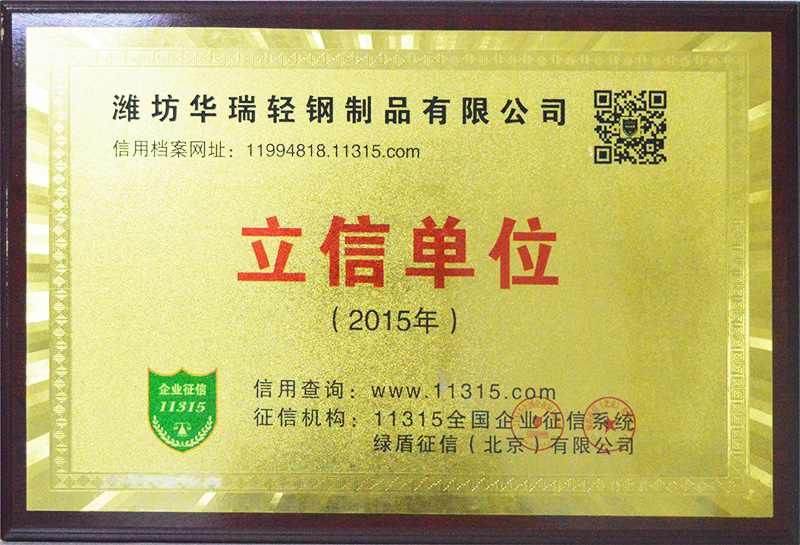 潍坊华瑞轻钢制品有限公司
信用档案网址：11994818.11315.com
立信单位
（2015年）
企业征信
11315
信用查询：www.11315.com
征信机构：11315全国企业征信系统
绿盾征信（北京）有限公司